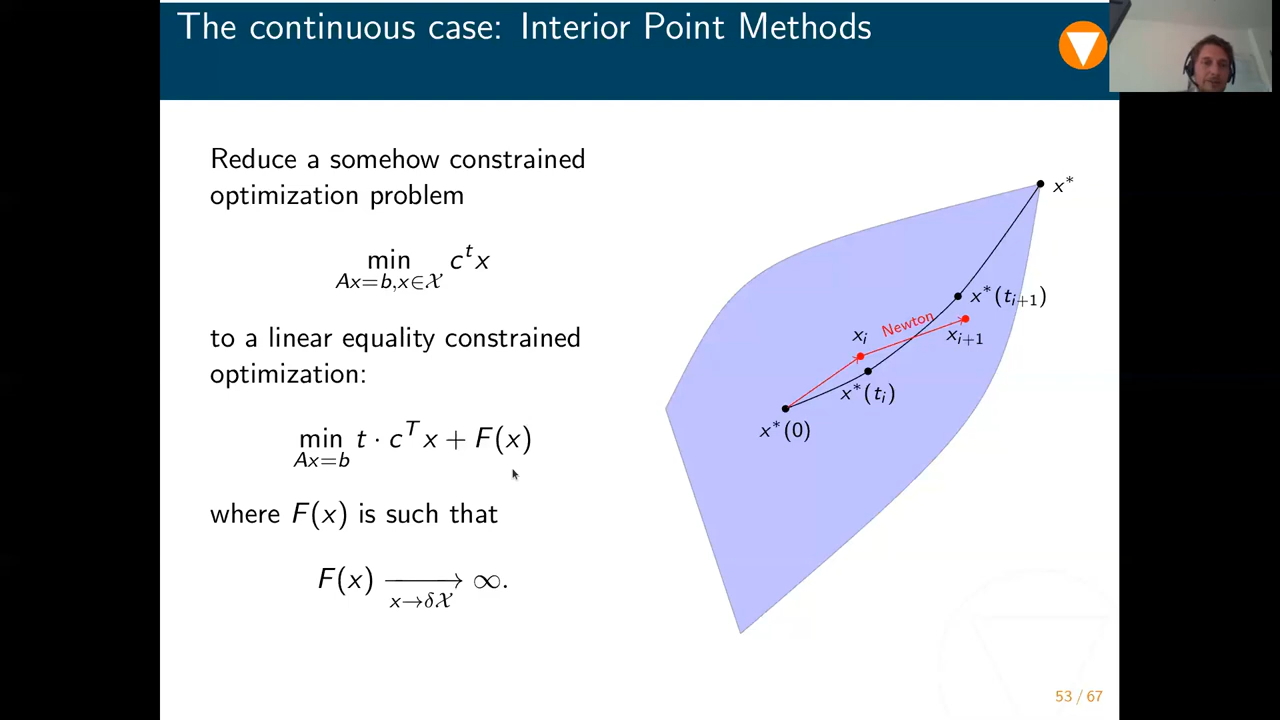 The continuous case: Interior Point Methods
Reduce a somehow constrained
optimization problem
min c^t x
Ax=b,x∈𝒳
to a linear equality constrained
optimization:
min t · c^T x + F(x)
Ax=b
where F(x) is such that
F(x) ⟶ ∞.
x→δ𝒳
x*
x*(t_{i+1})
Newton
x_i
x_{i+1}
x*(t_i)
x*(0)
53 / 67